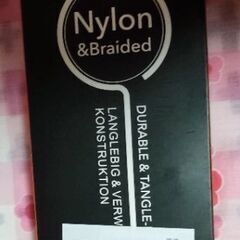 Nylon
&Braided
DURABLE & TANGLE-
LANGLEBIG & VERW
KONSTRUKTION